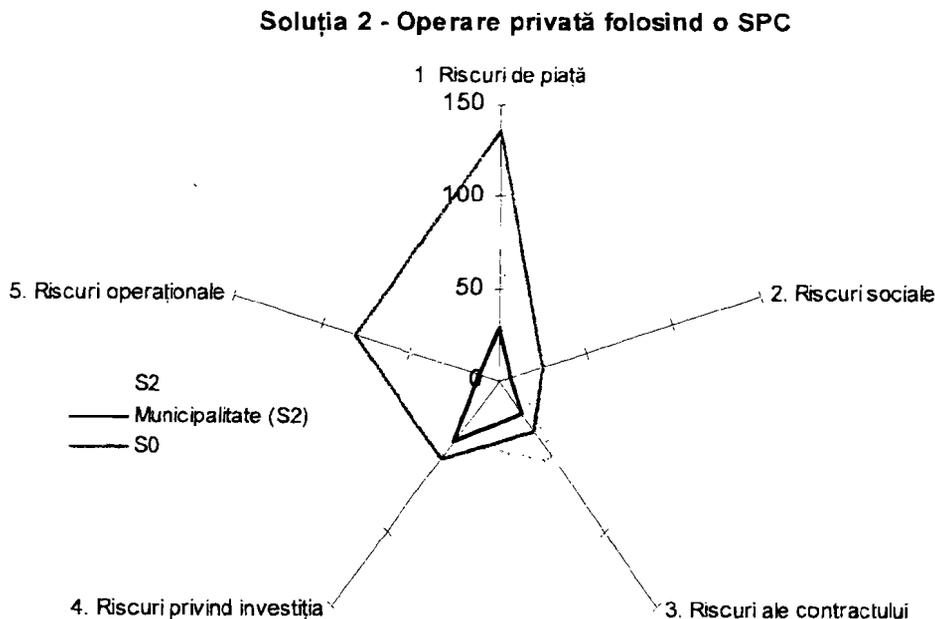 Soluția 2 - Operare privată folosind o SPC
1 Riscuri de piață
150
100
50
0
5. Riscuri operaționale
2. Riscuri sociale
S2
Municipalitate (S2)
S0
4. Riscuri privind investiția
3. Riscuri ale contractului